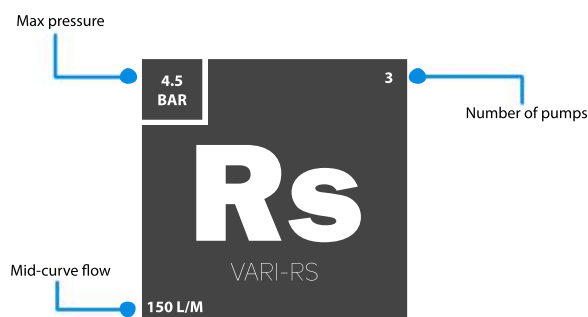 Max pressure
4.5
BAR
3
Number of pumps
Rs
VARI-RS
Mid-curve flow
150 L/M